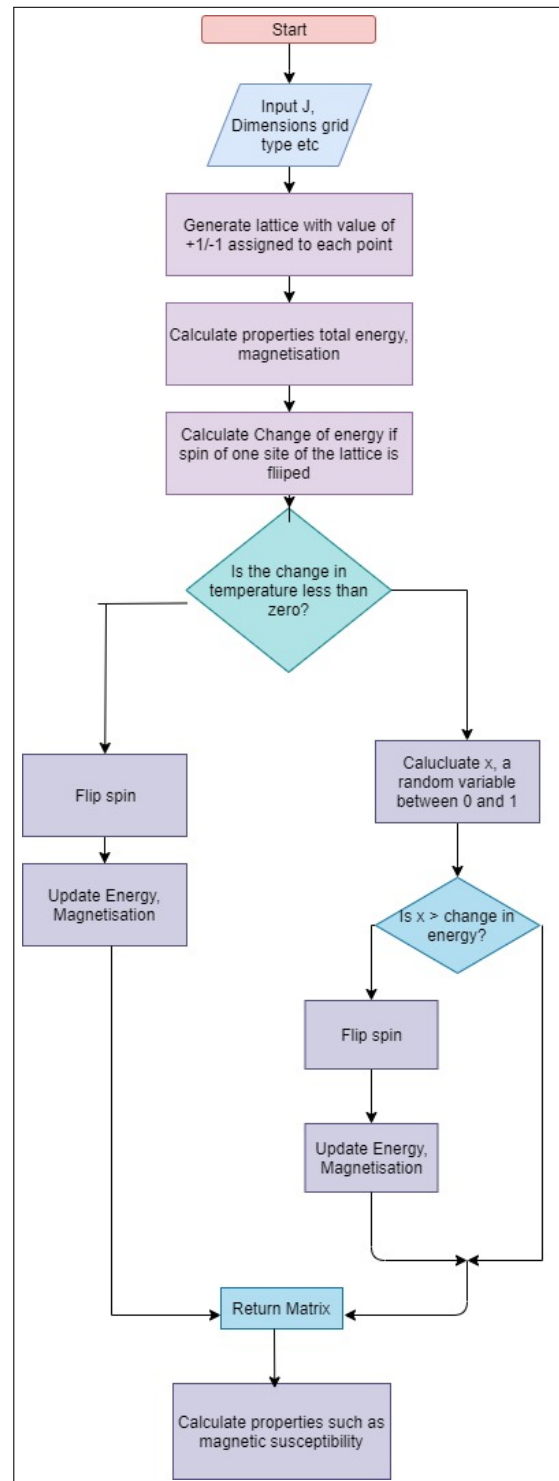 Start
Input J,
Dimensions grid
type etc
Generate lattice with value of
+1/-1 assigned to each point
Calculate properties total energy,
magnetisation
Calculate Change of energy if
spin of one site of the lattice is
fliiped
Is the change in
temperature less than
zero?
Flip spin
Update Energy,
Magnetisation
Calucluate x, a
random variable
between 0 and 1
Is x > change in
energy?
Flip spin
Update Energy,
Magnetisation
Return Matrix
Calculate properties such as
magnetic susceptibility